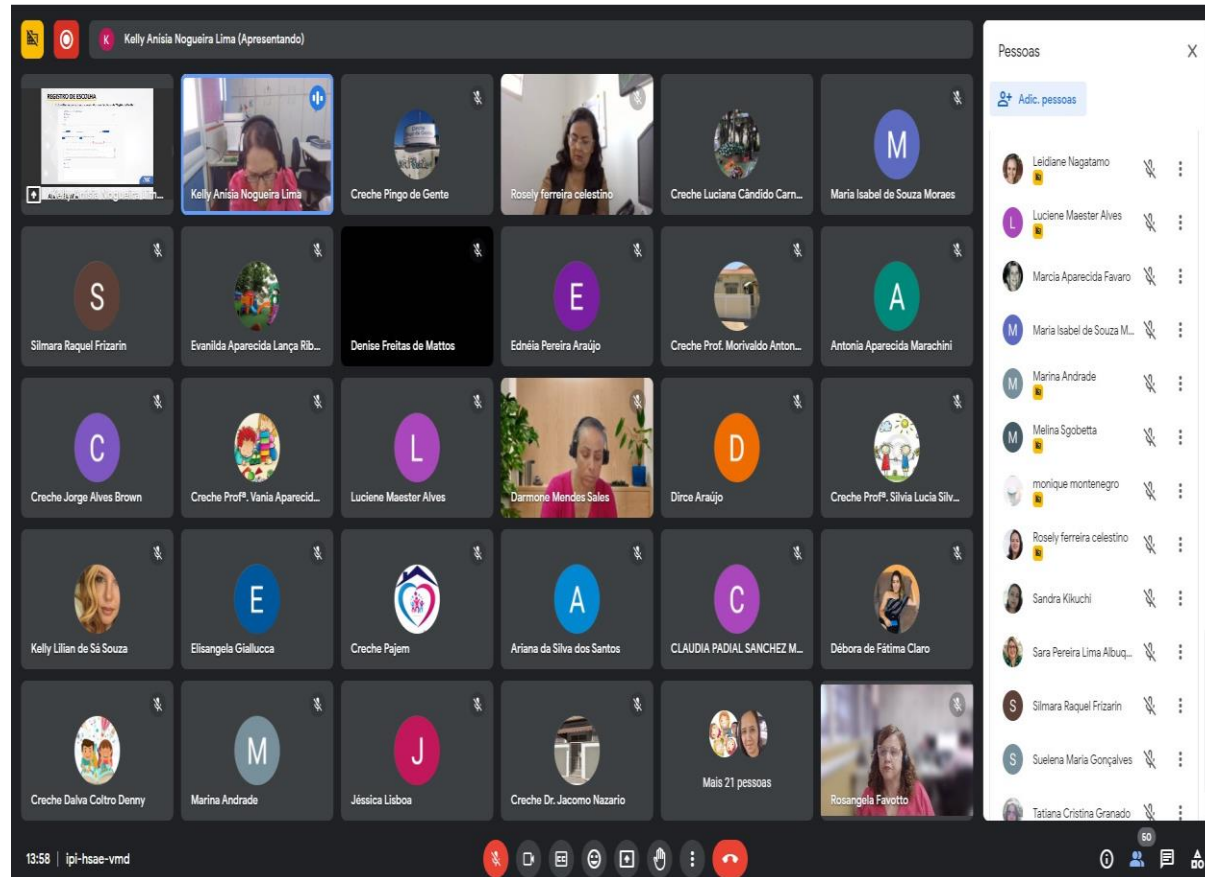 K Kelly Anísia Nogueira Lima (Apresentando)
REGISTRO DE ESCOLHA
Kelly Anísia Nogueira Lima
Creche Pingo de Gente
Rosely ferreira celestino
Creche Luciana Cândido Carn...
M
Maria Isabel de Souza Moraes
S
Silmara Raquel Frizarin
Evanilda Aparecida Lança Rib...
Denise Freitas de Mattos
E
Ednéia Pereira Araújo
Creche Prof. Morivaldo Anton...
A
Antonia Aparecida Marachini
C
Creche Jorge Alves Brown
Creche Profª. Vania Aparecid...
L
Luciene Maester Alves
Darmone Mendes Sales
D
Dirce Araújo
Creche Profª. Silvia Lucia Silv...
Kelly Lilian de Sá Souza
E
Elisangela Giallucca
Creche Pajem
A
Ariana da Silva dos Santos
C
CLAUDIA PADIAL SANCHEZ M...
Débora de Fátima Claro
Creche Dalva Coltro Denny
M
Marina Andrade
J
Jéssica Lisboa
Creche Dr. Jacomo Nazario
Mais 21 pessoas
Rosangela Favotto
13:58 | ipi-hsae-vmd
CC
Pessoas
X
Adic. pessoas
Leidiane Nagatamo
L Luciene Maester Alves
Marcia Aparecida Favaro
M Maria Isabel de Souza M...
M Marina Andrade
M Melina Sgobetta
monique montenegro
Rosely ferreira celestino
Sandra Kikuchi
Sara Pereira Lima Albuq...
S Silmara Raquel Frizarin
S Suelena Maria Gonçalves
Tatiana Cristina Granado
50